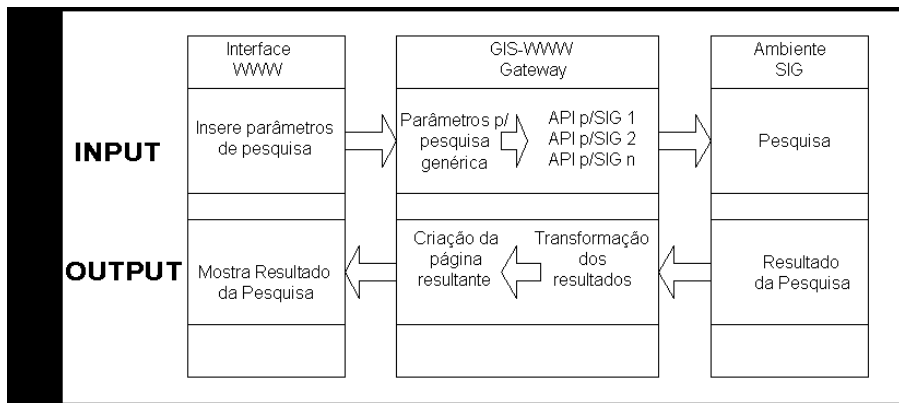 Interface
WWW
GIS-WWW
Gateway
Ambiente
SIG
INPUT
Insere parâmetros
de pesquisa
Parâmetros p/
pesquisa
genérica
API p/SIG 1
API p/SIG 2
API p/SIG n
Pesquisa
OUTPUT
Mostra Resultado
da Pesquisa
Criação da
página
resultante
Transformação
dos
resultados
Resultado
da Pesquisa